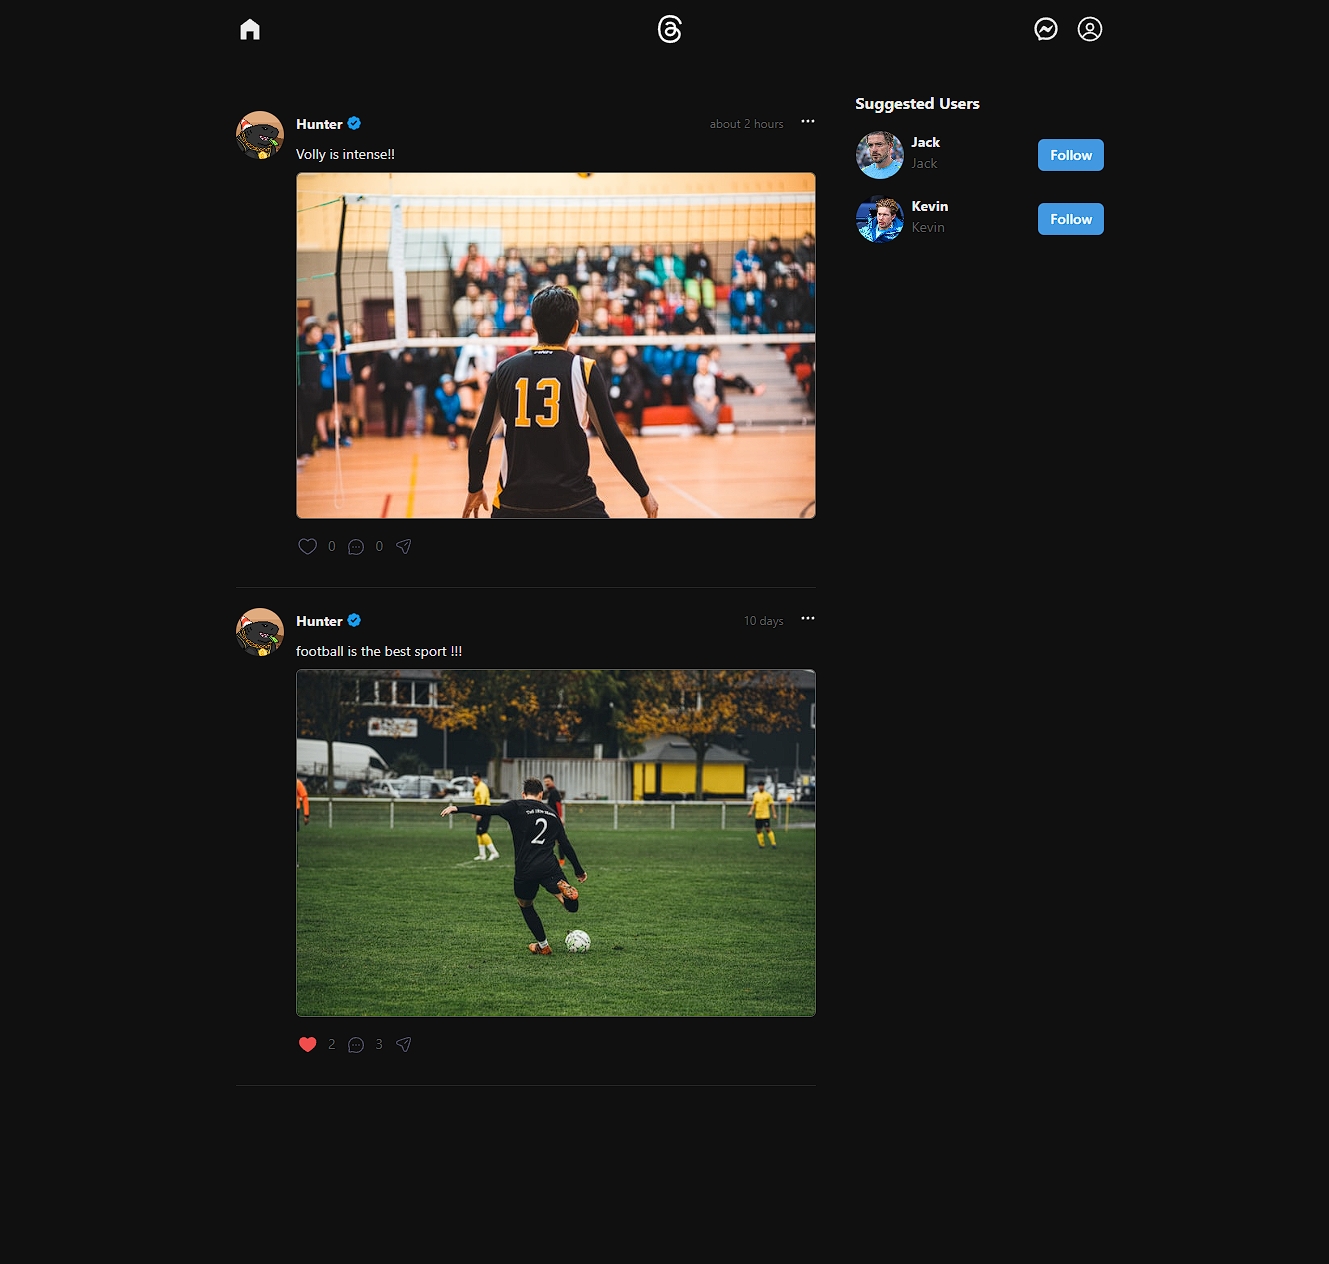 Hunter
about 2 hours
Volly is intense!!
13
0
0
Hunter
10 days
football is the best sport !!!
2
2
3
Suggested Users
Jack
Jack
Follow
Kevin
Kevin
Follow